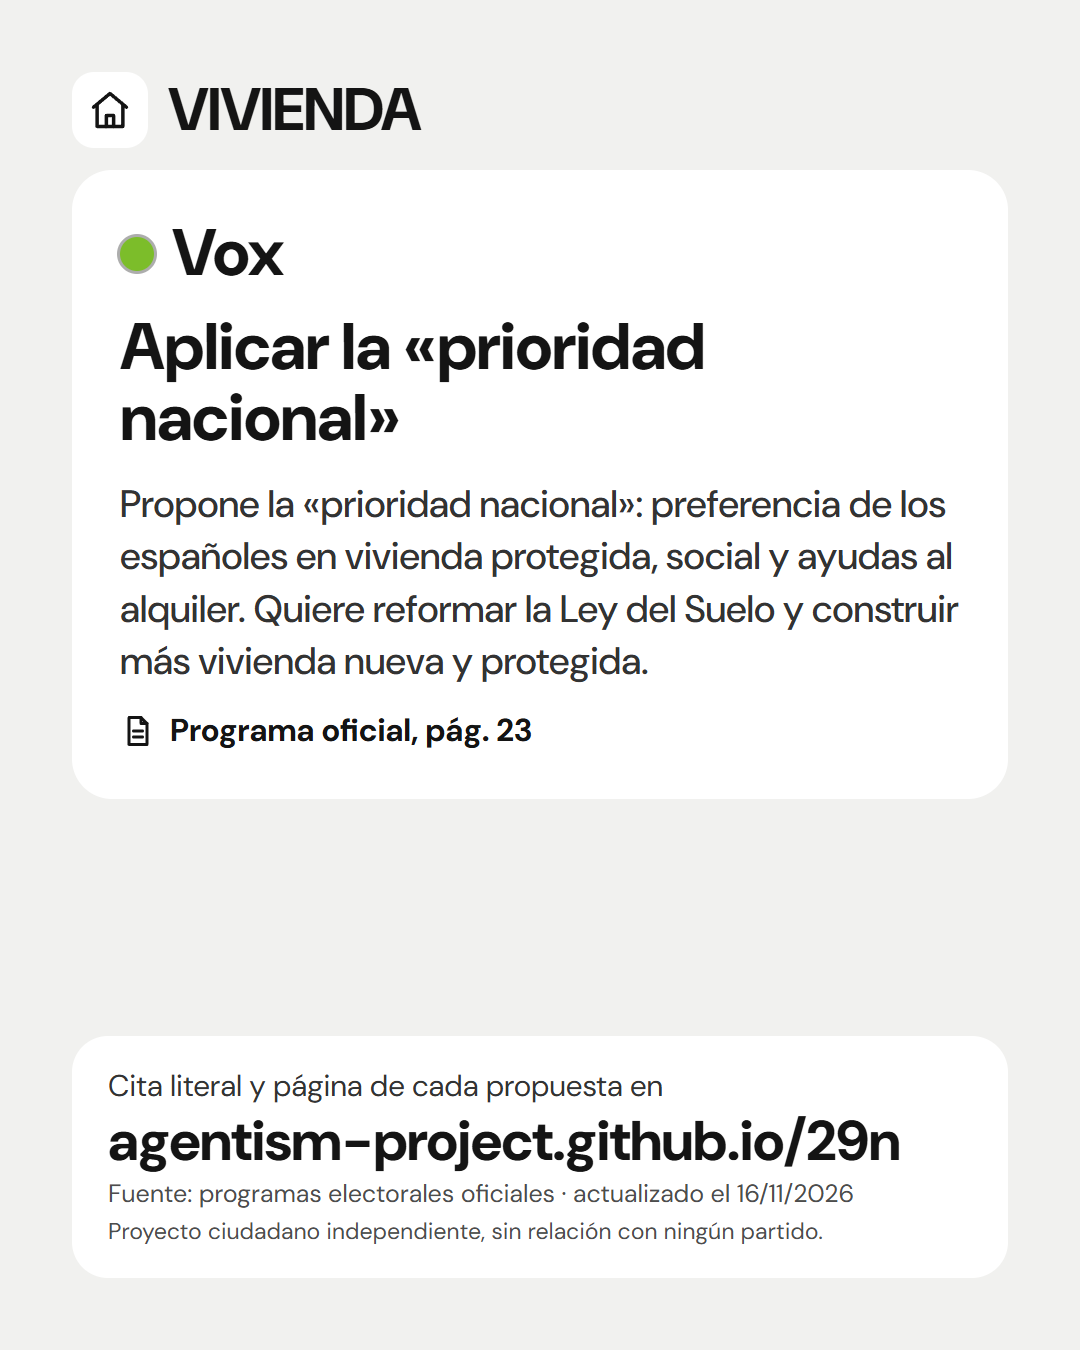 VIVIENDA
Vox
Aplicar la «prioridad
nacional»
Propone la «prioridad nacional»: preferencia de los
españoles en vivienda protegida, social y ayudas al
alquiler. Quiere reformar la Ley del Suelo y construir
más vivienda nueva y protegida.
Programa oficial, pág. 23
Cita literal y página de cada propuesta en
agentism-project.github.io/29n
Fuente: programas electorales oficiales · actualizado el 16/11/2026
Proyecto ciudadano independiente, sin relación con ningún partido.